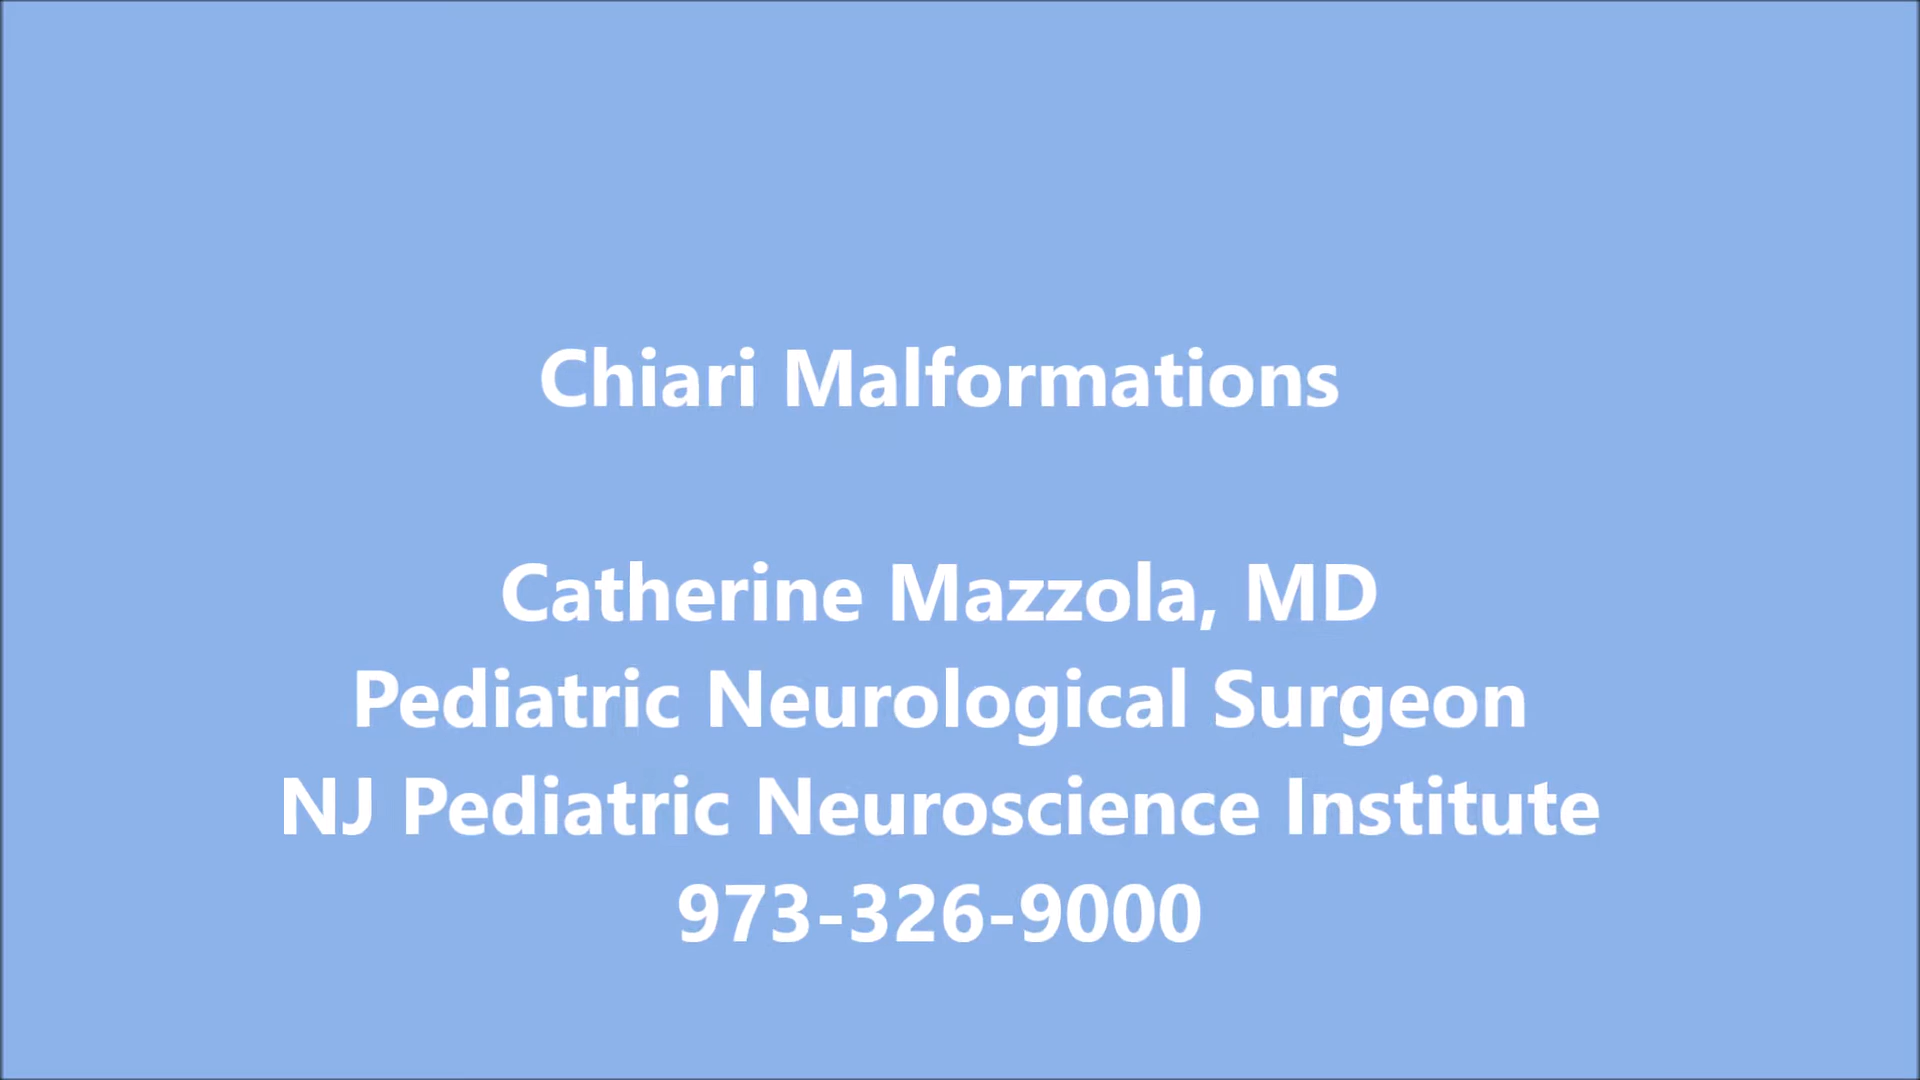 Chiari Malformations
Catherine Mazzola, MD
Pediatric Neurological Surgeon
NJ Pediatric Neuroscience Institute
973-326-9000